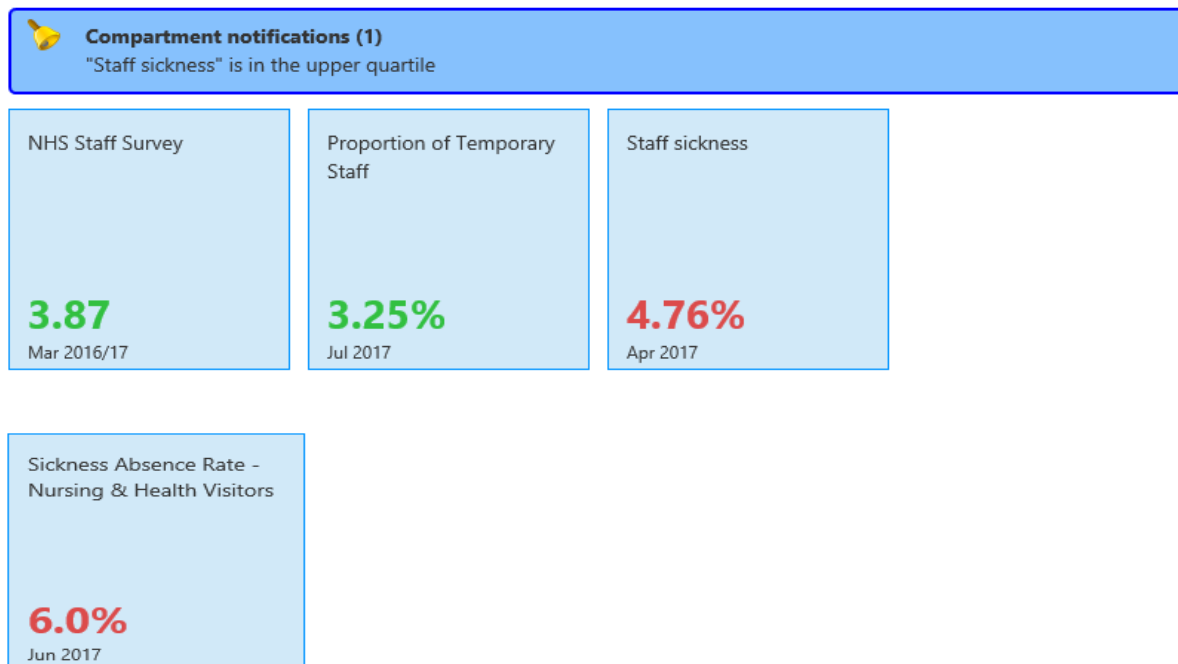 Compartment notifications (1)
"Staff sickness" is in the upper quartile
NHS Staff Survey
3.87
Mar 2016/17
Proportion of Temporary
Staff
3.25%
Jul 2017
Staff sickness
4.76%
Apr 2017
Sickness Absence Rate -
Nursing & Health Visitors
6.0%
Jun 2017